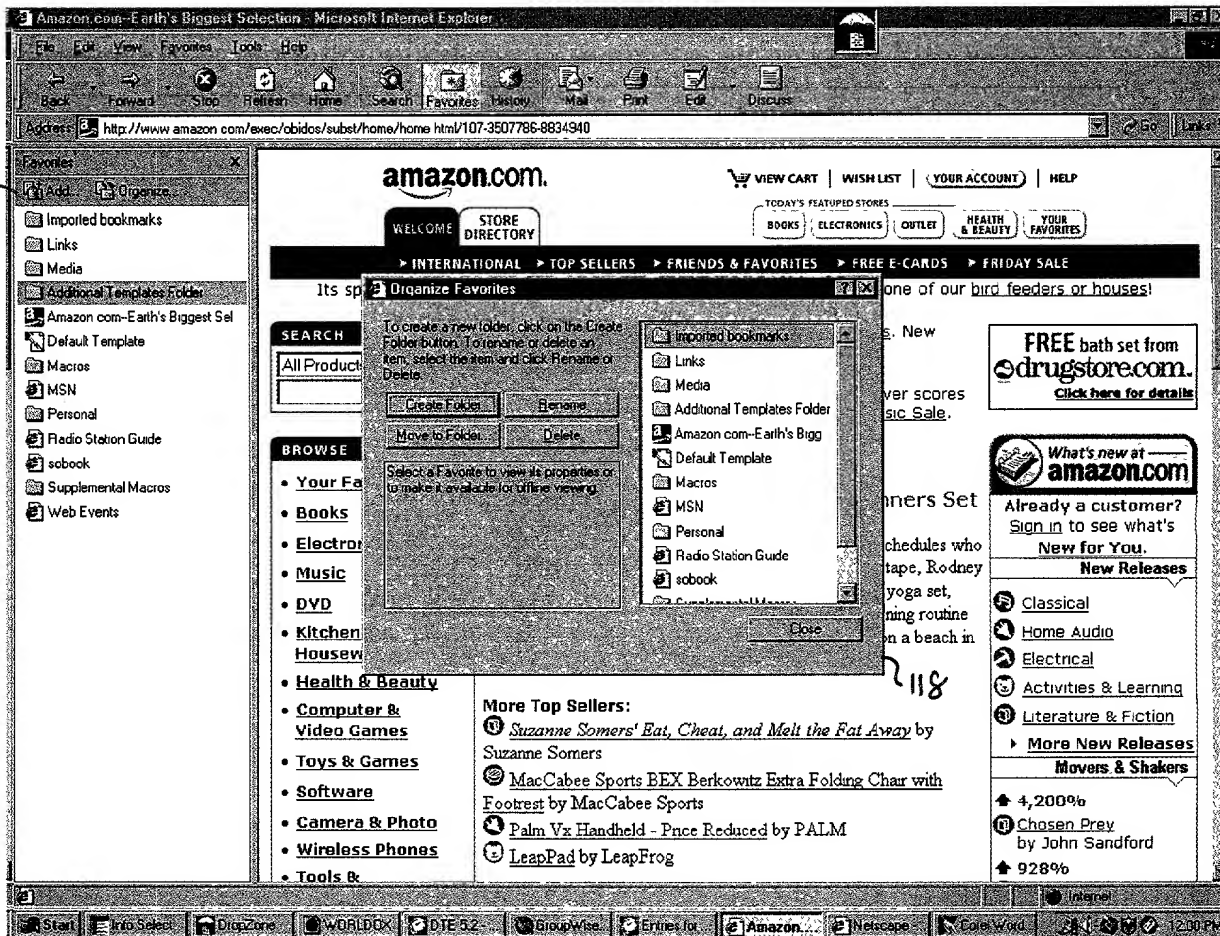 Amazon.com--Earth's Biggest Selection - Microsoft Internet Explorer
File Edit View Favorites Tools Help
Back Forward Stop Refresh Home Search Favorites History Mail Print Edit Discuss
Address http://www amazon com/exec/obidos/subst/home/home html/107-3507786-8834940 Go Links
Favorites x
Add... Organize...
Imported bookmarks
Links
Media
Additional Templates Folder
Amazon com--Earth's Biggest Sel
Default Template
Macros
MSN
Personal
Radio Station Guide
sobook
Supplemental Macros
Web Events
amazon.com.
VIEW CART | WISH LIST | YOUR ACCOUNT | HELP
TODAY'S FEATURED STORES
BOOKS ELECTRONICS OUTLET HEALTH & BEAUTY YOUR FAVORITES
WELCOME STORE DIRECTORY
INTERNATIONAL TOP SELLERS FRIENDS & FAVORITES FREE E-CARDS FRIDAY SALE
Its sp
one of our bird feeders or houses!
SEARCH
All Product
BROWSE
Your Fa
Books
Electron
Music
DVD
Kitchen
Housew
Health & Beauty
Computer &
Video Games
Toys & Games
Software
Camera & Photo
Wireless Phones
Tools &
Organize Favorites
To create a new folder, click on the Create
Folder button. To rename or delete an
item, select the item and click Rename or
Delete.
Create Folder Rename
Move to Folder... Delete
Select a Favorite to view its properties or
to make it available for offline viewing.
Imported bookmarks
Links
Media
Additional Templates Folder
Amazon com--Earth's Bigg
Default Template
Macros
MSN
Personal
Radio Station Guide
sobook
Supplemental Macros
Close
118
s. New
ver scores
sic Sale.
nners Set
chedules who
tape, Rodney
yoga set,
ning routine
on a beach in
More Top Sellers:
Suzanne Somers' Eat, Cheat, and Melt the Fat Away by
Suzanne Somers
MacCabee Sports BEX Berkowitz Extra Folding Chair with
Footrest by MacCabee Sports
Palm Vx Handheld - Price Reduced by PALM
LeapPad by LeapFrog
FREE bath set from
drugstore.com.
Click here for details
What's new at
amazon.com
Already a customer?
Sign in to see what's
New for You.
New Releases
Classical
Home Audio
Electrical
Activities & Learning
Literature & Fiction
More New Releases
Movers & Shakers
4,200%
Chosen Prey
by John Sandford
928%
Internet
Start Info Select DropZone WORLDOX DTE 5.2 - GroupWise... Entries for ... Amazon.... Netscape - Corel Word 12:00 PM